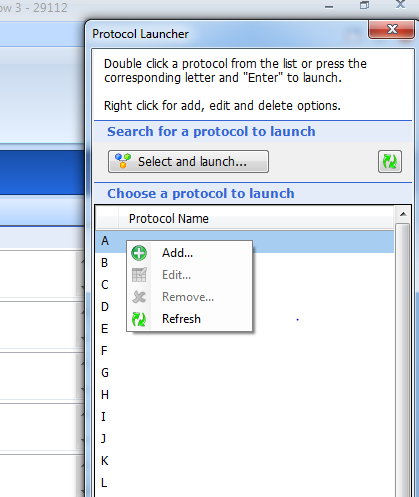 ow 3 - 29112
Protocol Launcher
Double click a protocol from the list or press the
corresponding letter and "Enter" to launch.
Right click for add, edit and delete options.
Search for a protocol to launch
Select and launch...
Choose a protocol to launch
Protocol Name
A
Add...
B
Edit...
C
Remove...
D
Refresh
E
F
G
H
I
J
K
L